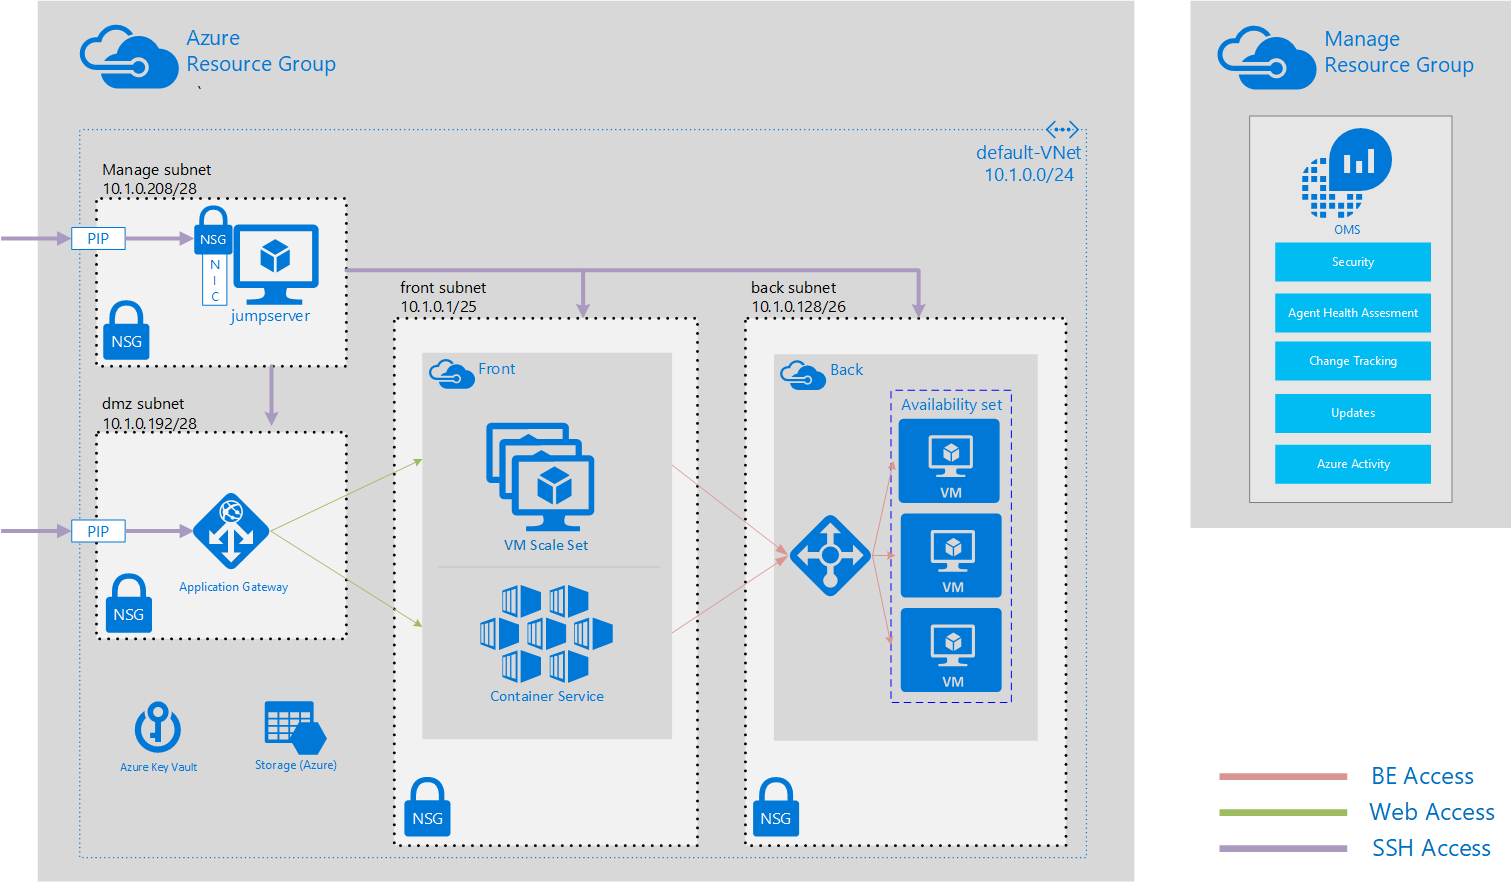 Azure
Resource Group
`
default-VNet
10.1.0.0/24
Manage subnet
10.1.0.208/28
PIP
NSG
N
I
C
jumpserver
NSG
dmz subnet
10.1.0.192/28
PIP
Application Gateway
NSG
Azure Key Vault
Storage (Azure)
front subnet
10.1.0.1/25
Front
VM Scale Set
Container Service
NSG
back subnet
10.1.0.128/26
Back
Availability set
VM
VM
VM
NSG
Manage
Resource Group
OMS
Security
Agent Health Assesment
Change Tracking
Updates
Azure Activity
BE Access
Web Access
SSH Access